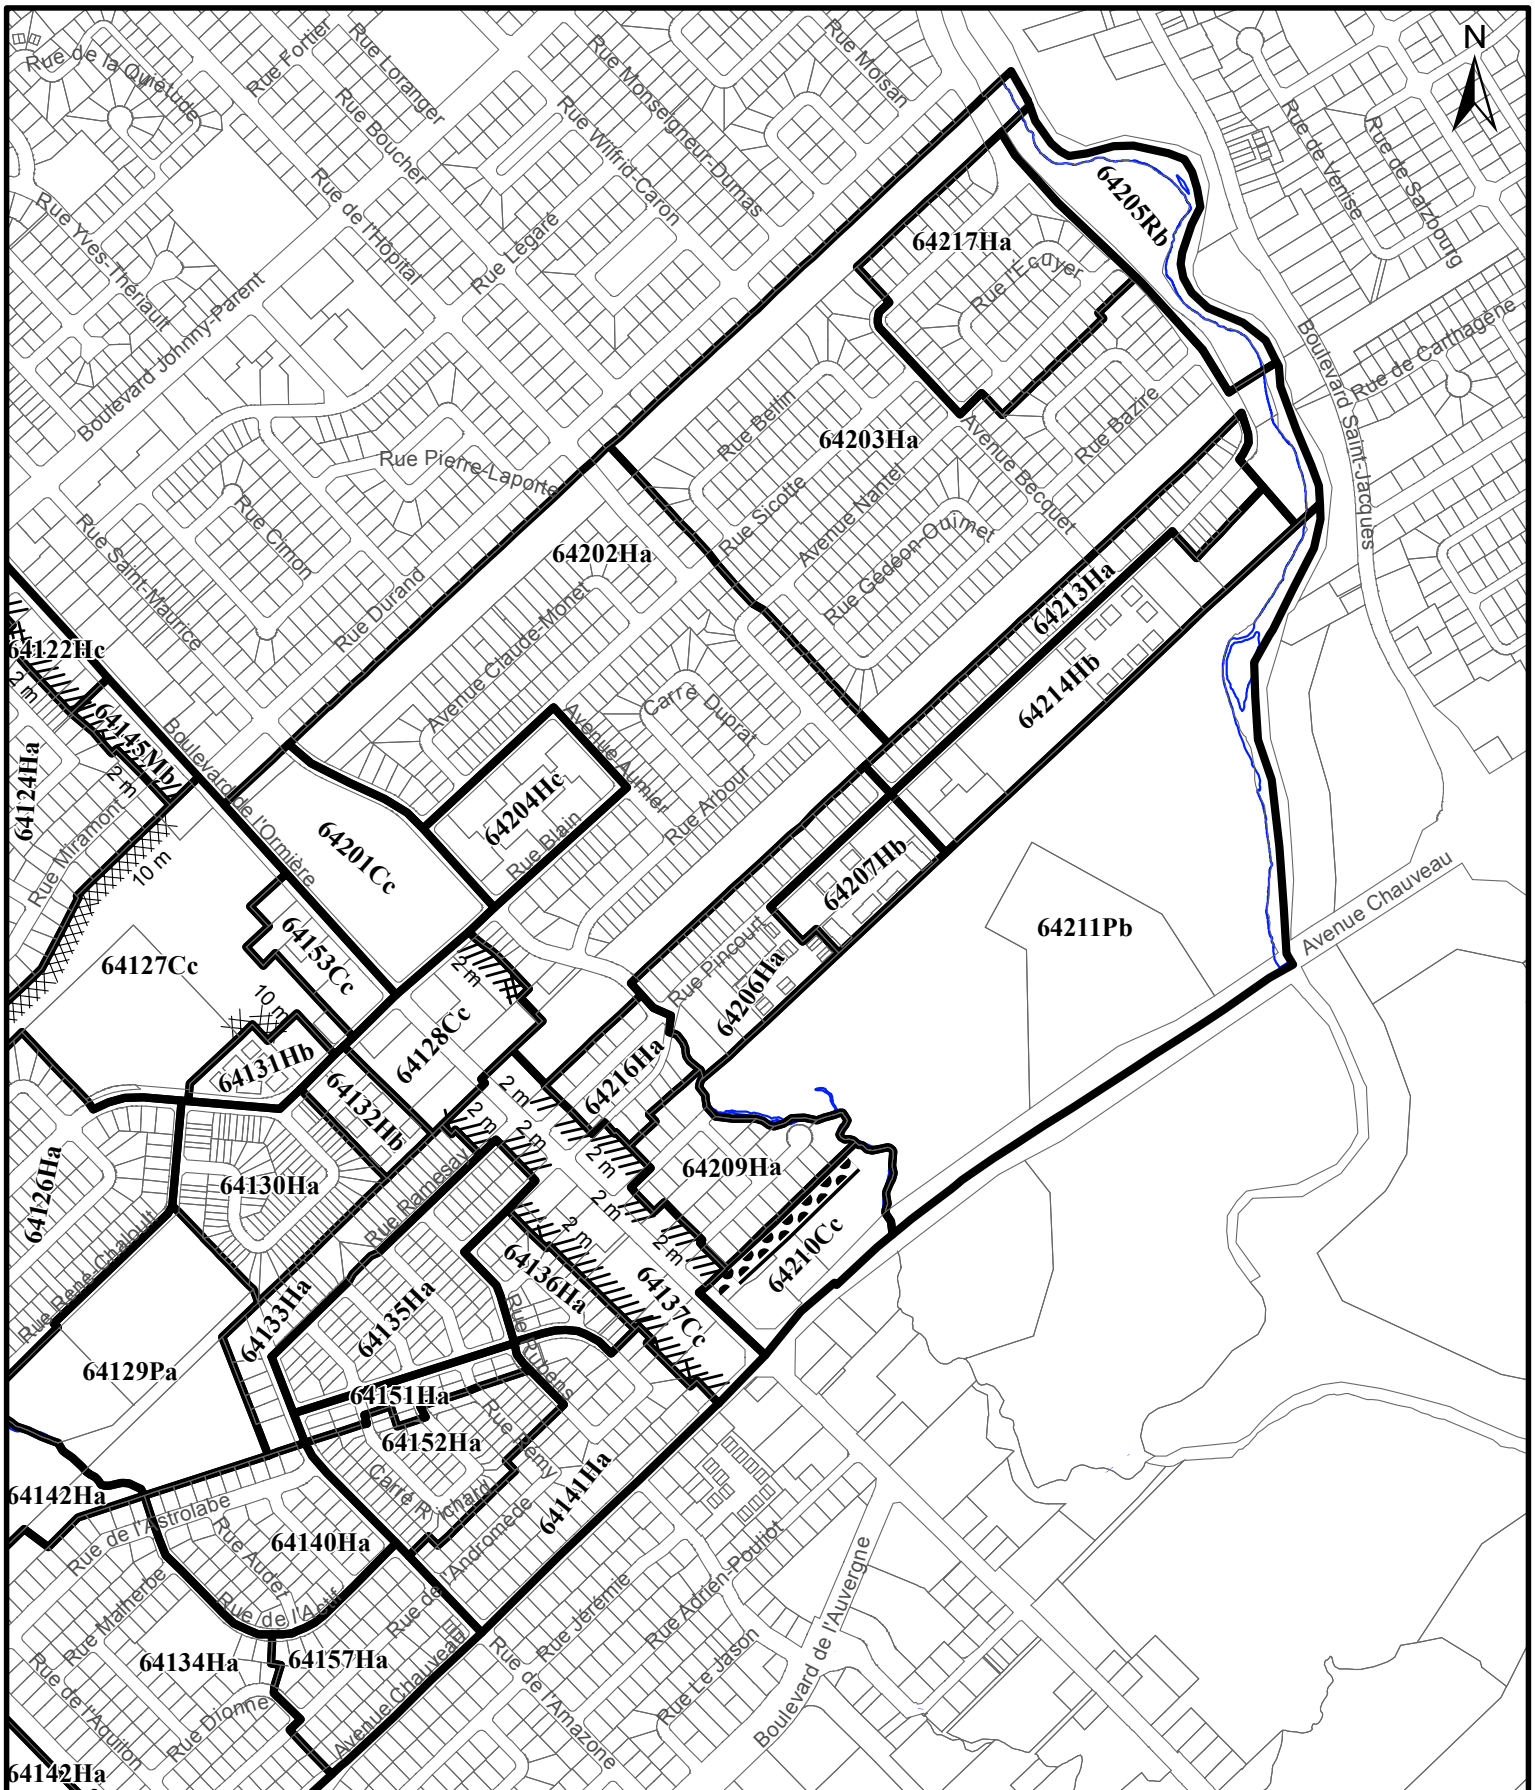 N
Rue de la Quiétude
Rue Fortier
Rue Loranger
Rue Boucher
Rue Monseigneur-Dumas
Rue Moisan
Rue Wilfrid-Caron
Rue de l'Hôpital
Rue Légaré
Rue Yves-Thériault
Boulevard Johnny-Parent
Rue de Venise
Rue de Salzbourg
Rue de Carthagène
Boulevard Saint-Jacques
64205Rb
64217Ha
Rue l'Écuyer
Rue Bazire
Rue Bellin
64203Ha
Avenue Becquet
Rue Sicotte
Avenue Nantel
Rue Gédéon-Ouimet
Rue Pierre-Laporte
Rue Cimon
Rue Saint-Maurice
Rue Durand
64202Ha
Avenue Claude-Monet
64213Ha
64214Hb
64122Hc
2 m
64145Mb
2 m
64124Ha
Rue Miramont
10 m
Boulevard de l'Ormière
Carré Duprat
Avenue Aumier
Rue Arbour
64204Hc
Rue Blain
64201Cc
64207Hb
64153Cc
64127Cc
10 m
2 m
Rue Pincourt
64206Ha
64211Pb
Avenue Chauveau
64128Cc
64131Hb
64132Hb
64216Ha
2 m
2 m
2 m
2 m
2 m
2 m
2 m
64209Ha
64126Ha
64130Ha
Rue Ramesay
Rue René-Chaloult
64136Ha
64137Cc
64210Cc
64133Ha
64135Ha
Rue Rubens
64129Pa
64151Ha
64152Ha
Rue Rémy
Carré Richard
64141Ha
64142Ha
Rue de l'Astrolabe
Rue Audet
64140Ha
Rue de l'Andromède
Rue de l'Actif
Rue Malherbe
64134Ha
64157Ha
Rue Jérémie
Rue Adrien-Pouliot
Boulevard de l'Auvergne
Rue Le Jason
Rue de l'Amazone
Avenue Chauveau
Rue Dionne
Rue de l'Aquilon
64142Ha